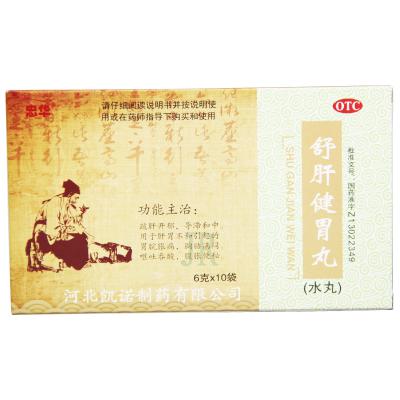 忠华
请仔细阅读说明书并按说明使
用或在药师指导下购买和使用
OTC
舒肝健胃丸
SHU GAN JIAN WEI WAN
(水丸)
批准文号：国药准字Z13022349
功能主治：
疏肝开郁，导滞和中。
用于肝胃不和引起的
胃脘胀痛，胸胁满闷，
呕吐吞酸，腹胀便秘
6克x10袋
河北凯诺制药有限公司